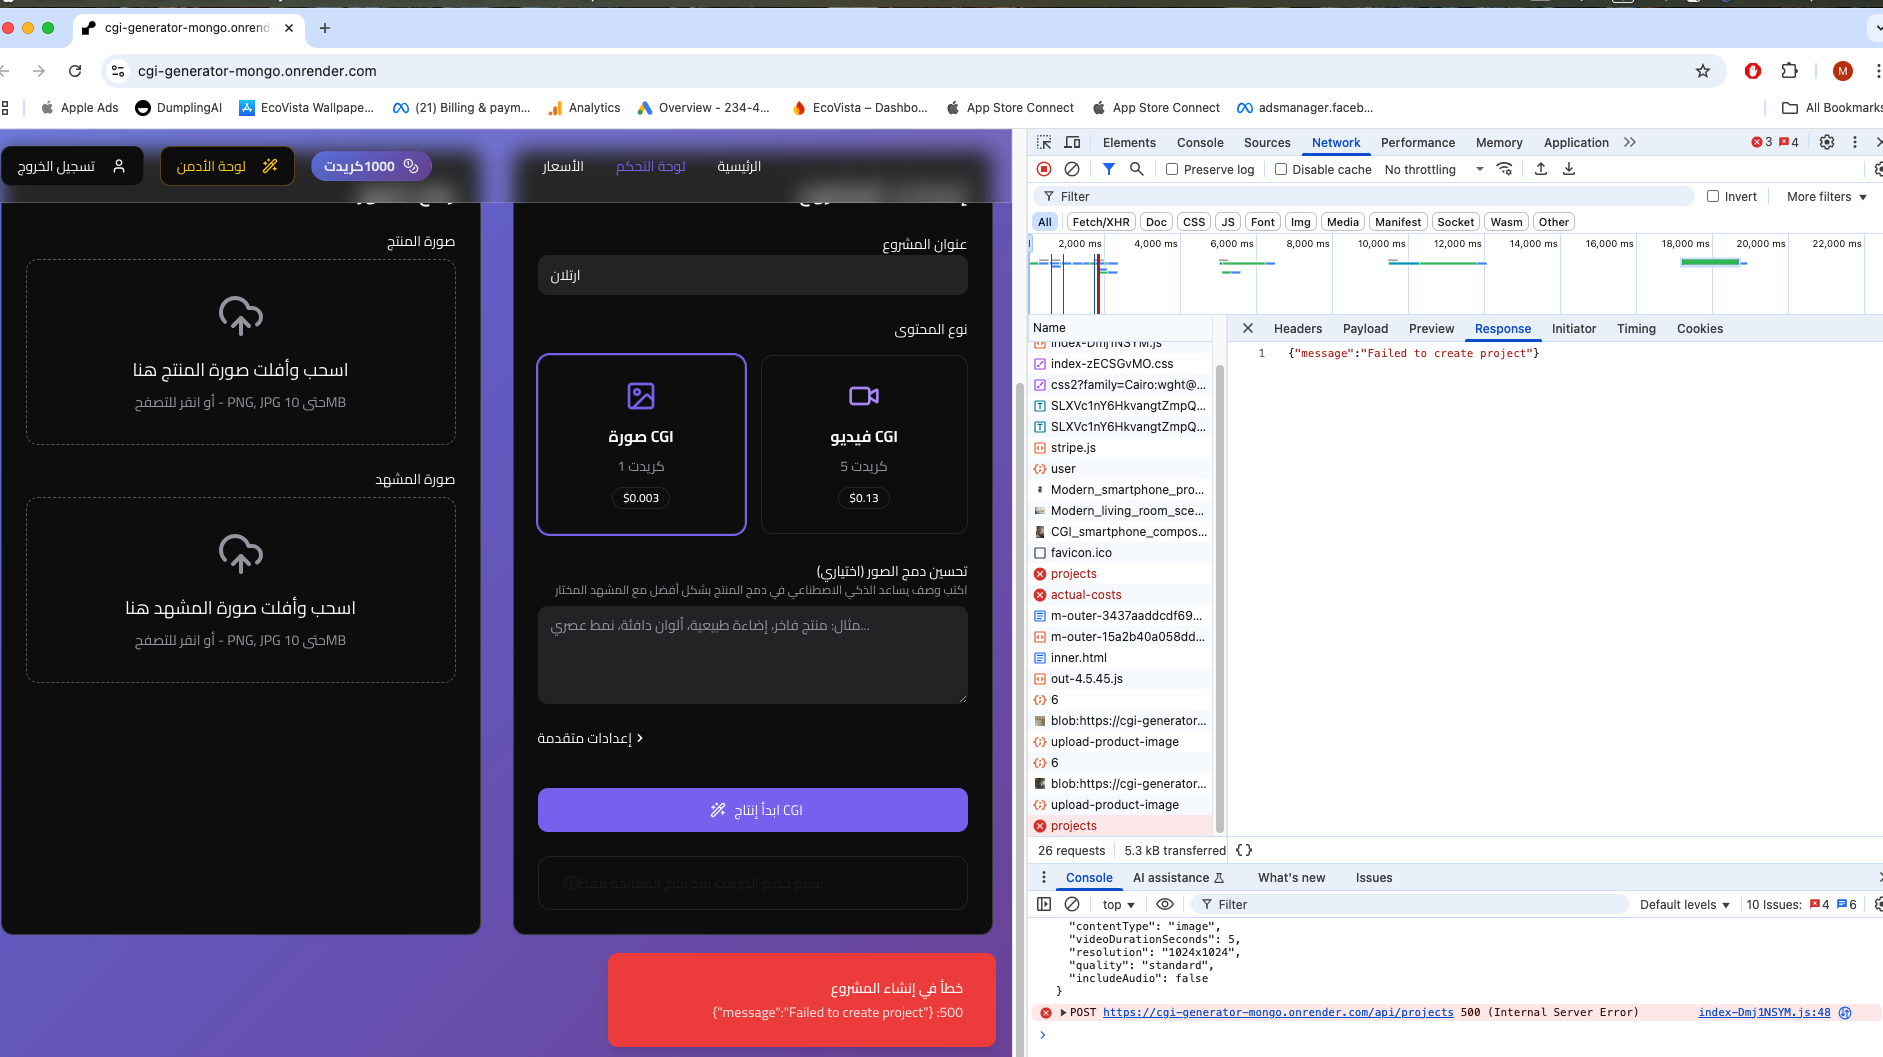 cgi-generator-mongo.onrend
cgi-generator-mongo.onrender.com
M
Apple Ads
DumplingAI
EcoVista Wallpape...
(21) Billing & paym...
Analytics
Overview - 234-4...
EcoVista – Dashbo...
App Store Connect
App Store Connect
adsmanager.faceb...
All Bookmarks
الرئيسية
لوحة التحكم
الأسعار
1000كريدت
لوحة الأدمن
تسجيل الخروج
عنوان المشروع
ارتلان
نوع المحتوى
CGI فيديو
5 كريدت
$0.13
CGI صورة
1 كريدت
$0.003
تحسين دمج الصور (اختياري)
اكتب وصف يساعد الذكي الاصطناعي في دمج المنتج بشكل أفضل مع المشهد المختار
مثال: منتج فاخر، إضاءة طبيعية، ألوان دافئة، نمط عصري...
إعدادات متقدمة
ابدأ إنتاج CGI
سيتم خصم الكريدت بعد نجاح المعالجة فقط
صورة المنتج
اسحب وأفلت صورة المنتج هنا
PNG, JPG حتى 10MB - أو انقر للتصفح
صورة المشهد
اسحب وأفلت صورة المشهد هنا
PNG, JPG حتى 10MB - أو انقر للتصفح
خطأ في إنشاء المشروع
500: {"message":"Failed to create project"}
Elements
Console
Sources
Network
Performance
Memory
Application
3
4
Preserve log
Disable cache
No throttling
Filter
Invert
More filters
All
Fetch/XHR
Doc
CSS
JS
Font
Img
Media
Manifest
Socket
Wasm
Other
2,000 ms
4,000 ms
6,000 ms
8,000 ms
10,000 ms
12,000 ms
14,000 ms
16,000 ms
18,000 ms
20,000 ms
22,000 ms
Name
index-Dmj1NSYM.js
index-zECSGvMO.css
css2?family=Cairo:wght@...
SLXVc1nY6HkvangtZmpQ...
SLXVc1nY6HkvangtZmpQ...
stripe.js
user
Modern_smartphone_pro...
Modern_living_room_sce...
CGI_smartphone_compos...
favicon.ico
projects
actual-costs
m-outer-3437aaddcdf69...
m-outer-15a2b40a058dd...
inner.html
out-4.5.45.js
6
blob:https://cgi-generator...
upload-product-image
6
blob:https://cgi-generator...
upload-product-image
projects
Headers
Payload
Preview
Response
Initiator
Timing
Cookies
1 {"message":"Failed to create project"}
26 requests
5.3 kB transferred
{}
Console
AI assistance
What's new
Issues
top
Filter
Default levels
10 Issues: 4 6
"contentType": "image",
"videoDurationSeconds": 5,
"resolution": "1024x1024",
"quality": "standard",
"includeAudio": false
}
POST https://cgi-generator-mongo.onrender.com/api/projects 500 (Internal Server Error)
index-Dmj1NSYM.js:48